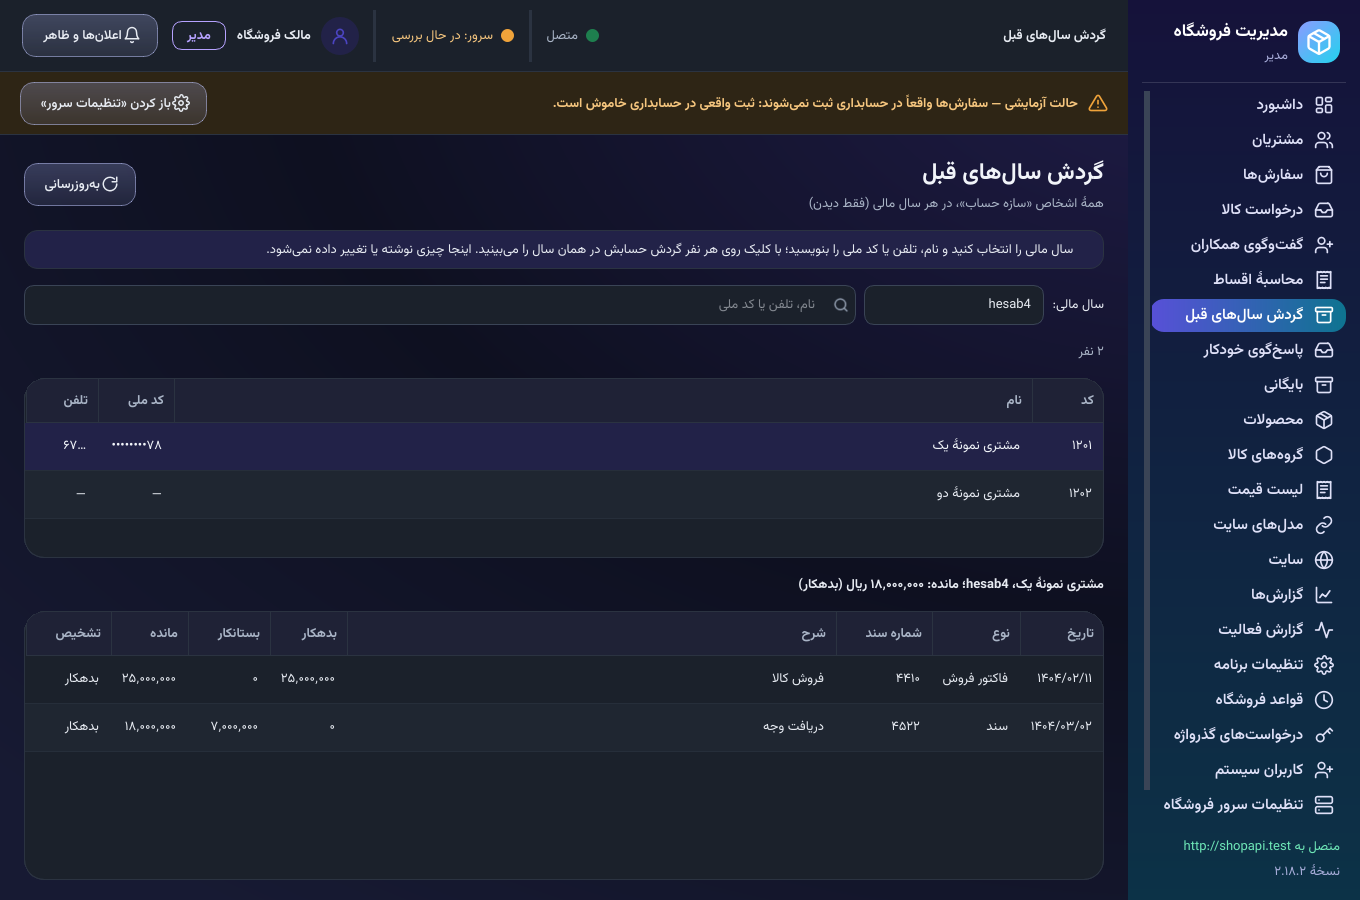 مدیریت فروشگاه
مدیر
داشبورد
مشتریان
سفارش‌ها
درخواست کالا
گفت‌وگوی همکاران
محاسبهٔ اقساط
گردش سال‌های قبل
پاسخ‌گوی خودکار
بایگانی
محصولات
گروه‌های کالا
لیست قیمت
مدل‌های سایت
سایت
گزارش‌ها
گزارش فعالیت
تنظیمات برنامه
قواعد فروشگاه
درخواست‌های گذرواژه
کاربران سیستم
تنظیمات سرور فروشگاه
متصل به http://shopapi.test
نسخهٔ ۲.۱۸.۲
گردش سال‌های قبل
متصل
سرور: در حال بررسی
مالک فروشگاه
مدیر
اعلان‌ها و ظاهر
حالت آزمایشی — سفارش‌ها واقعاً در حسابداری ثبت نمی‌شوند: ثبت واقعی در حسابداری خاموش است.
باز کردن «تنظیمات سرور»
گردش سال‌های قبل
به‌روزرسانی
همهٔ اشخاص «سازه حساب»، در هر سال مالی (فقط دیدن)
سال مالی را انتخاب کنید و نام، تلفن یا کد ملی را بنویسید؛ با کلیک روی هر نفر گردش حسابش در همان سال را می‌بینید. اینجا چیزی نوشته یا تغییر داده نمی‌شود.
سال مالی: hesab4 نام، تلفن یا کد ملی
۲ نفر
کد نام کد ملی تلفن
۱۲۰۱ مشتری نمونهٔ یک ••••••••۷۸ …۶۷
۱۲۰۲ مشتری نمونهٔ دو — —
مشتری نمونهٔ یک، hesab4؛ مانده: ۱۸,۰۰۰,۰۰۰ ریال (بدهکار)
تاریخ نوع شماره سند شرح بدهکار بستانکار مانده تشخیص
۱۴۰۴/۰۲/۱۱ فاکتور فروش ۴۴۱۰ فروش کالا ۲۵,۰۰۰,۰۰۰ ۰ ۲۵,۰۰۰,۰۰۰ بدهکار
۱۴۰۴/۰۳/۰۲ سند ۴۵۲۲ دریافت وجه ۰ ۷,۰۰۰,۰۰۰ ۱۸,۰۰۰,۰۰۰ بدهکار